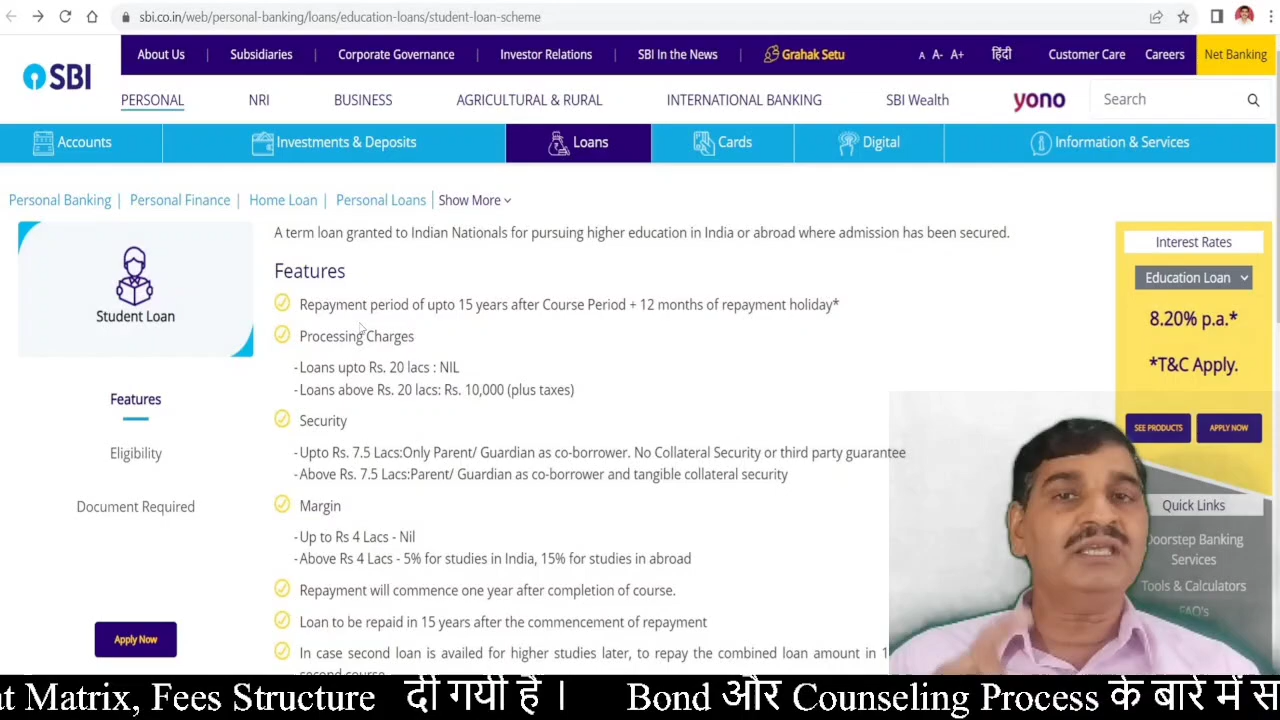 sbi.co.in/web/personal-banking/loans/education-loans/student-loan-scheme
About Us | Subsidiaries | Corporate Governance | Investor Relations | SBI In the News | Grahak Setu A A- A+ हिंदी Customer Care Careers Net Banking
SBI
PERSONAL NRI BUSINESS AGRICULTURAL & RURAL INTERNATIONAL BANKING SBI Wealth yono Search
Accounts Investments & Deposits Loans Cards Digital Information & Services
Personal Banking | Personal Finance | Home Loan | Personal Loans | Show More
Student Loan
Features
Eligibility
Document Required
Apply Now
A term loan granted to Indian Nationals for pursuing higher education in India or abroad where admission has been secured.
Features
Repayment period of upto 15 years after Course Period + 12 months of repayment holiday*
Processing Charges
- Loans upto Rs. 20 lacs : NIL
- Loans above Rs. 20 lacs: Rs. 10,000 (plus taxes)
Security
- Upto Rs. 7.5 Lacs:Only Parent/ Guardian as co-borrower. No Collateral Security or third party guarantee
- Above Rs. 7.5 Lacs:Parent/ Guardian as co-borrower and tangible collateral security
Margin
- Up to Rs 4 Lacs - Nil
- Above Rs 4 Lacs - 5% for studies in India, 15% for studies in abroad
Repayment will commence one year after completion of course.
Loan to be repaid in 15 years after the commencement of repayment
In case second loan is availed for higher studies later, to repay the combined loan amount in 1
second course
Interest Rates
Education Loan
8.20% p.a.*
*T&C Apply.
SEE PRODUCTS APPLY NOW
Quick Links
Doorstep Banking
Services
Tools & Calculators
FAQ's
at Matrix, Fees Structure दी गयी है । Bond और Counseling Process के बारे में स